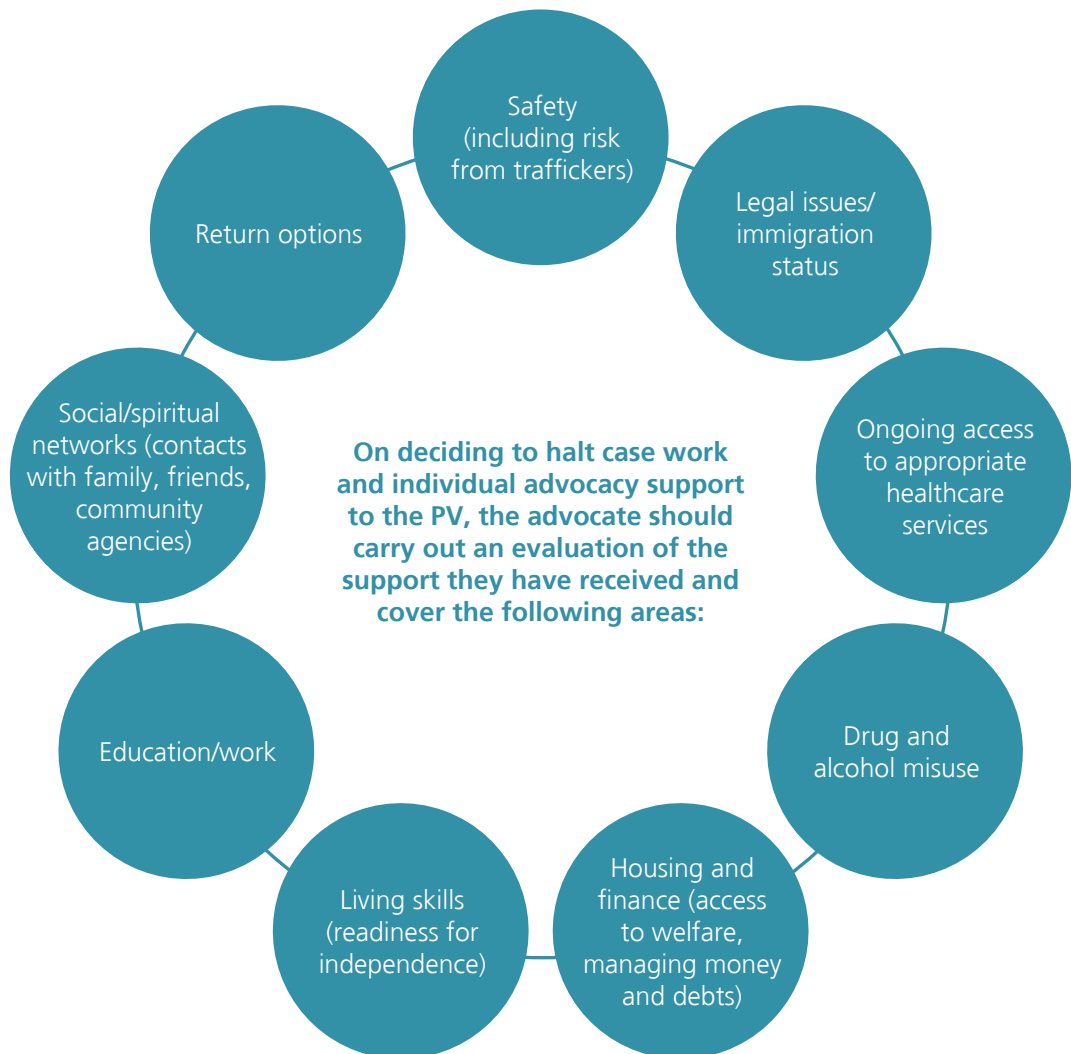 Safety
(including risk
from traffickers)
Legal issues/
immigration
status
Ongoing access
to appropriate
healthcare
services
Drug and
alcohol misuse
Housing and
finance (access
to welfare,
managing money
and debts)
Living skills
(readiness for
independence)
Education/work
Social/spiritual
networks (contacts
with family, friends,
community
agencies)
Return options
On deciding to halt case work
and individual advocacy support
to the PV, the advocate should
carry out an evaluation of the
support they have received and
cover the following areas: